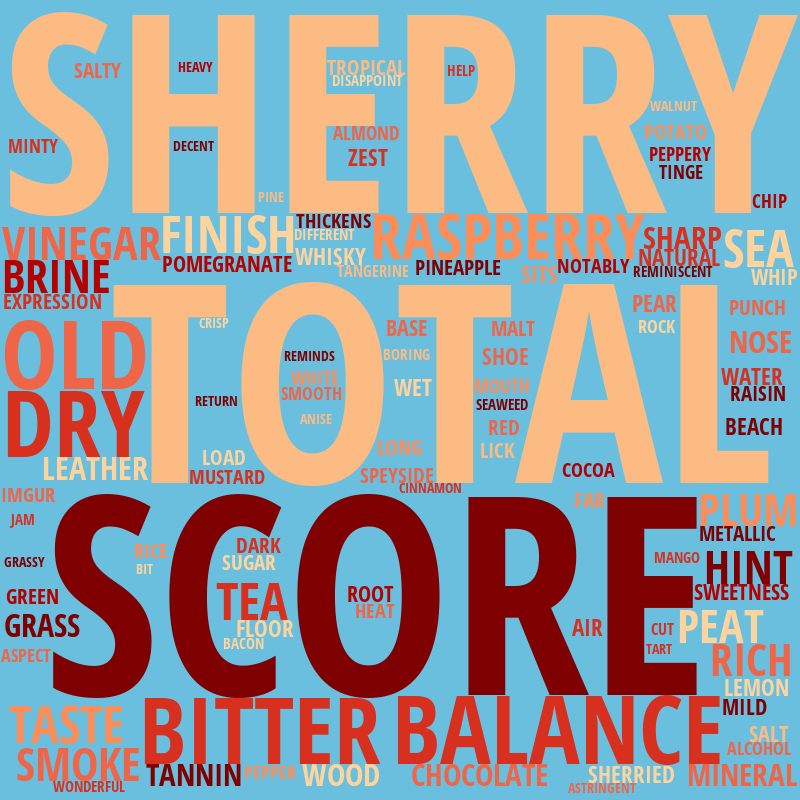 SHERRY
SALTY
HEAVY
TROPICAL
DISAPPOINT
HELP
WALNUT
MINTY
DECENT
ALMOND
ZEST
POTATO
PEPPERY
TINGE
PINE
CHIP
VINEGAR
FINISH
THICKENS
DIFFERENT
RASPBERRY
SHARP
SEA
BRINE
POMEGRANATE
WHISKY
TANGERINE
PINEAPPLE
SITS
NOTABLY
NATURAL
REMINISCENT
WHIP
EXPRESSION
TOTAL
OLD
CRISP
BASE
MALT
PEAR
ROCK
PUNCH
REMINDS
BORING
SHOE
NOSE
WHITE
SMOOTH
WET
MOUTH
SEAWEED
WATER
RAISIN
DRY
RETURN
ANISE
RED
BEACH
LEATHER
LOAD
LONG
LICK
MUSTARD
SPEYSIDE
CINNAMON
COCOA
IMGUR
SCORE
FAR
PLUM
JAM
METALLIC
GRASSY
RICE
BIT
DARK
SUGAR
MANGO
HINT
GREEN
TEA
ROOT
HEAT
SWEETNESS
GRASS
FLOOR
BACON
AIR
CUT
PEAT
ASPECT
TART
RICH
LEMON
TASTE
BITTER
BALANCE
MILD
SALT
ALCOHOL
SMOKE
WONDERFUL
TANNIN
PEPPER
WOOD
CHOCOLATE
SHERRIED
ASTRINGENT
MINERAL